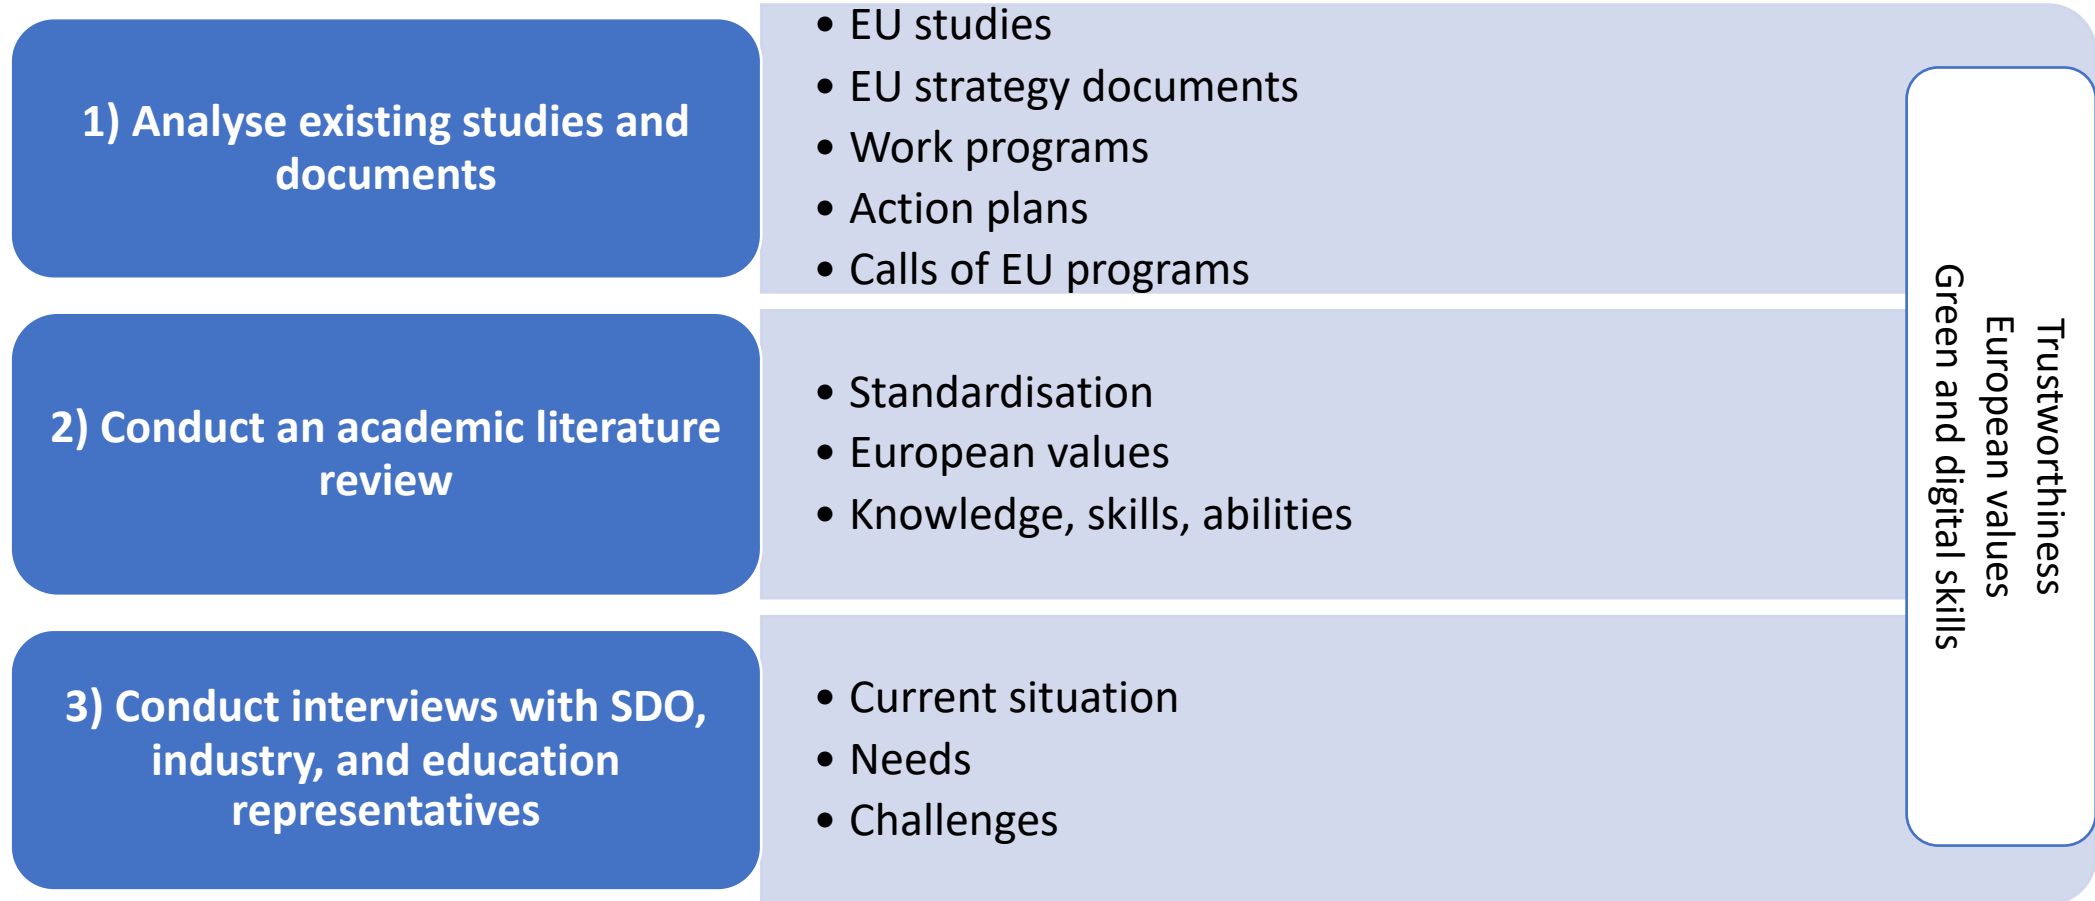 1) Analyse existing studies and
documents
• EU studies
• EU strategy documents
• Work programs
• Action plans
• Calls of EU programs
2) Conduct an academic literature
review
• Standardisation
• European values
• Knowledge, skills, abilities
3) Conduct interviews with SDO,
industry, and education
representatives
• Current situation
• Needs
• Challenges
Trustworthiness
European values
Green and digital skills